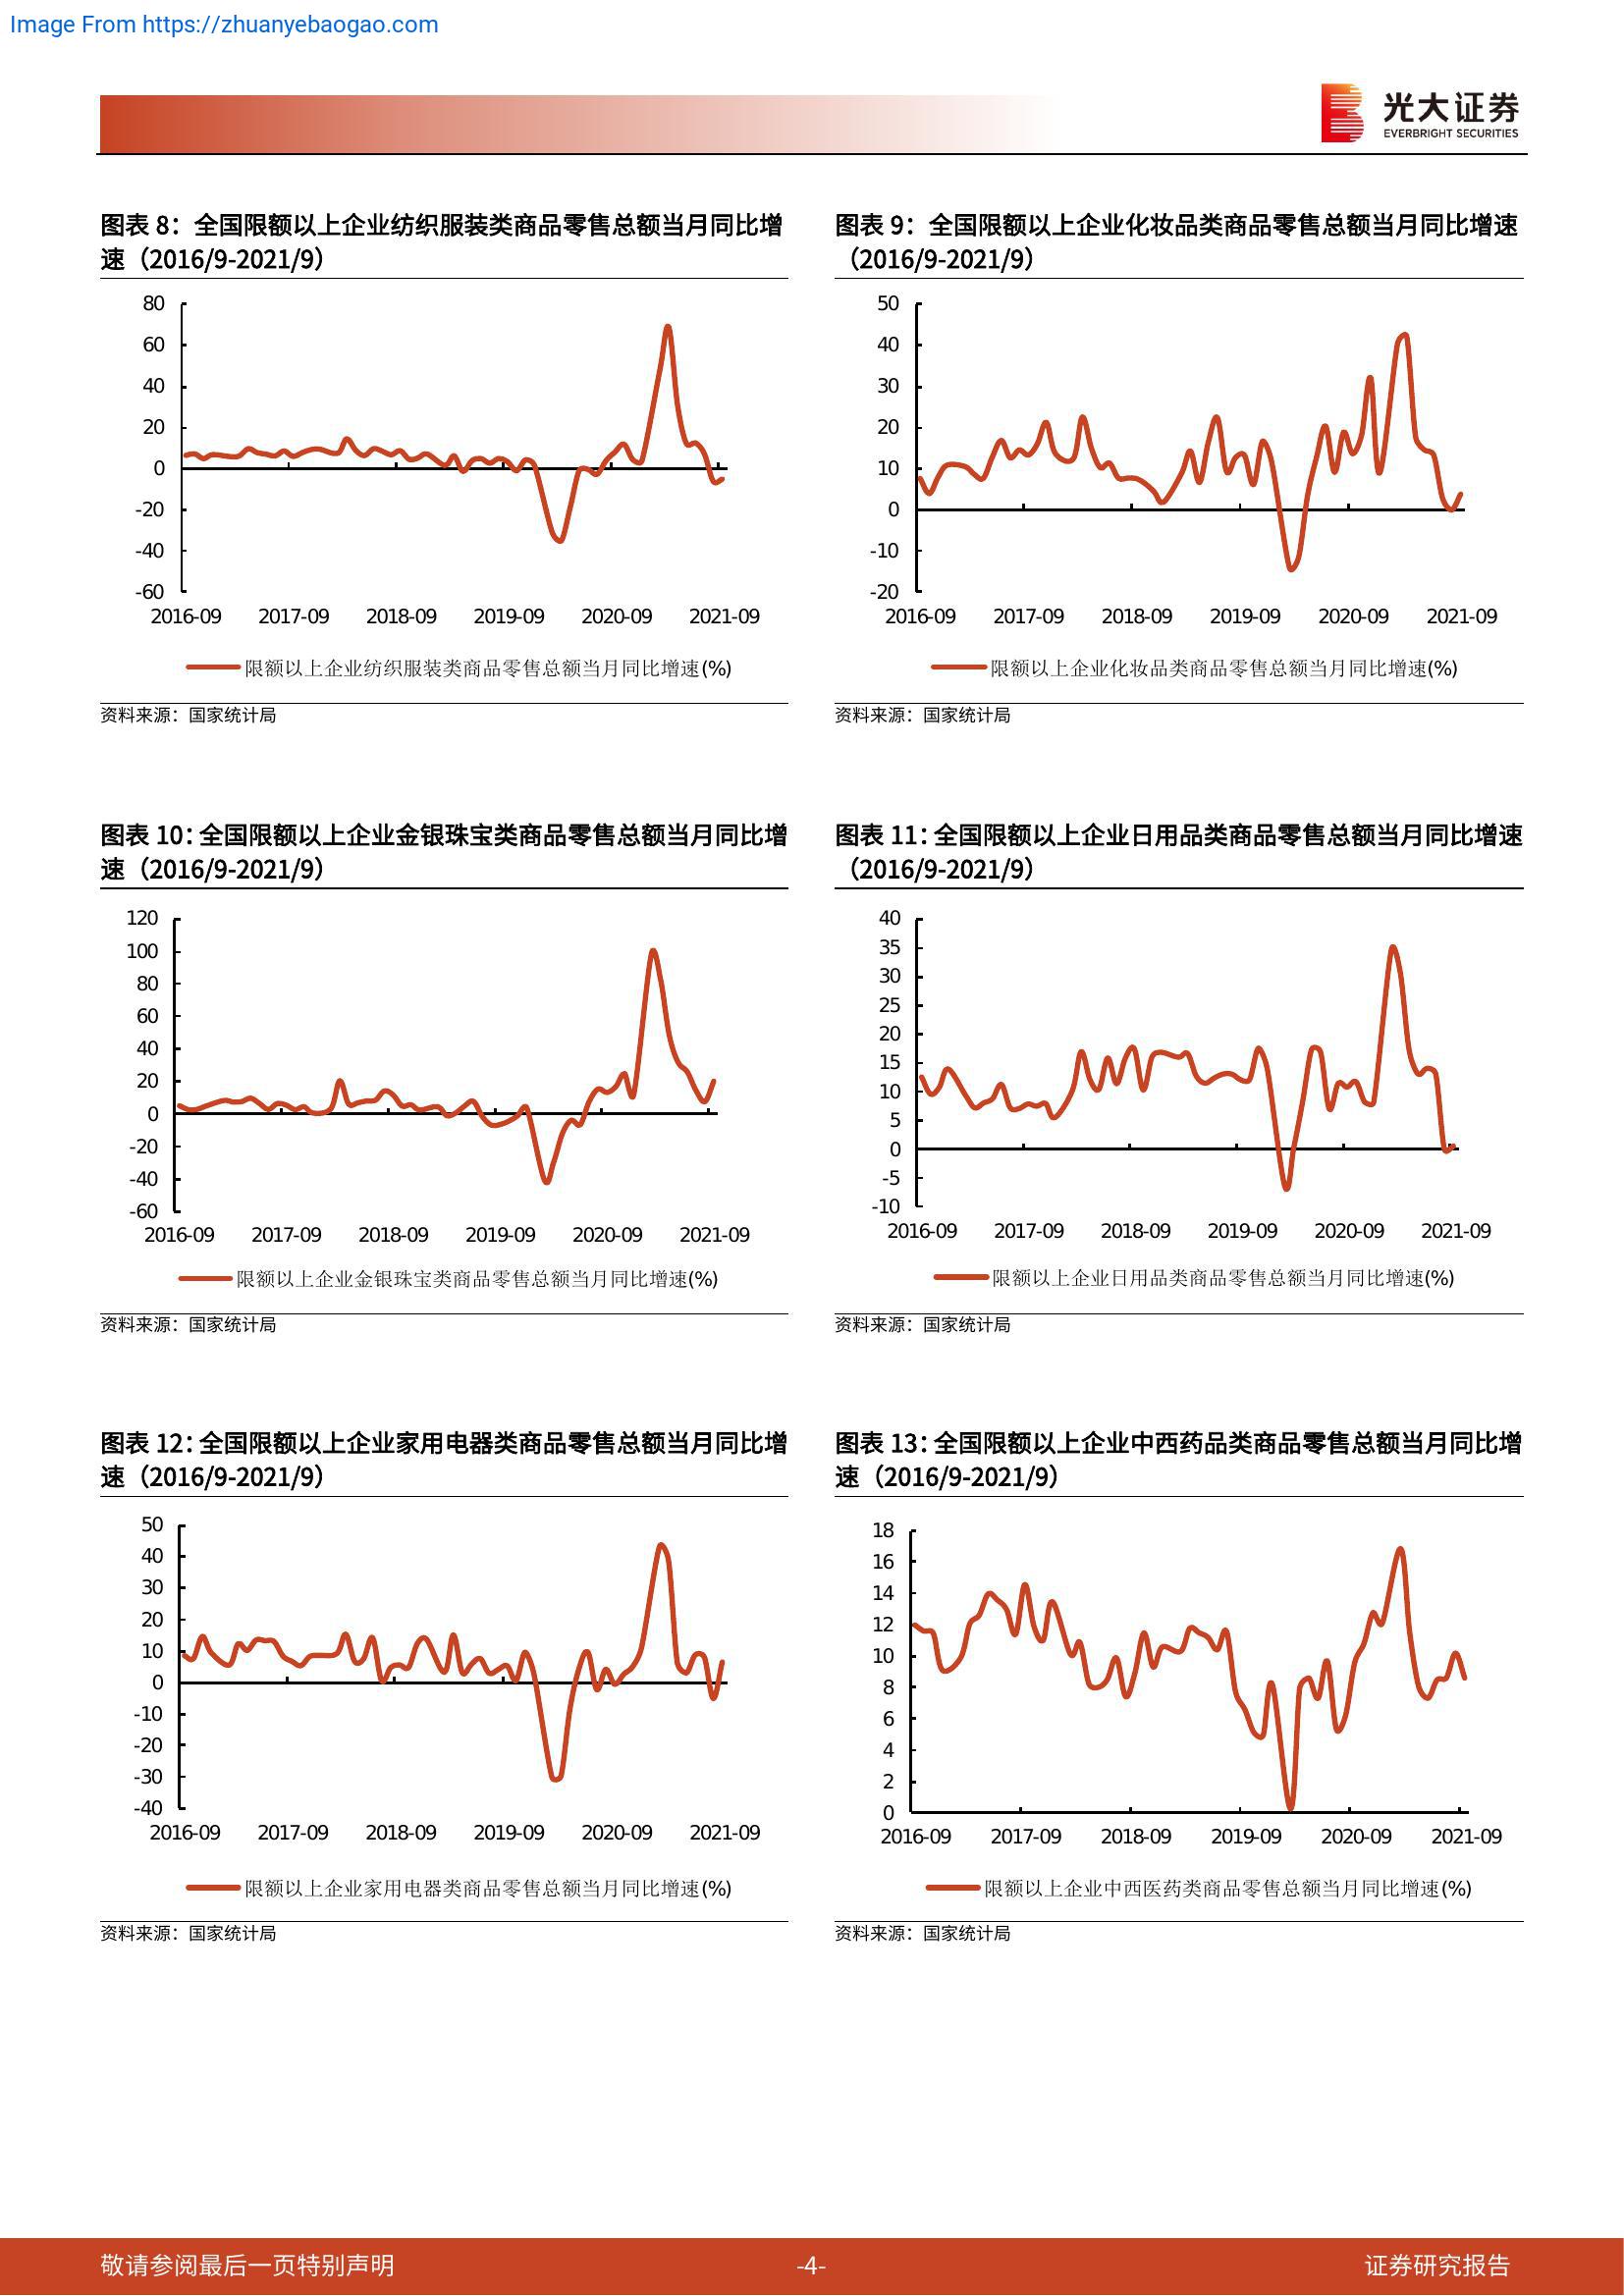 Image From https://zhuanyebaogao.com
光大证券
EVERBRIGHT SECURITIES
图表 8：全国限额以上企业纺织服装类商品零售总额当月同比增
速（2016/9-2021/9）
80
60
40
20
0
-20
-40
-60
2016-09 2017-09 2018-09 2019-09 2020-09 2021-09
限额以上企业纺织服装类商品零售总额当月同比增速(%)
资料来源：国家统计局
图表 9：全国限额以上企业化妆品类商品零售总额当月同比增速
（2016/9-2021/9）
50
40
30
20
10
0
-10
-20
2016-09 2017-09 2018-09 2019-09 2020-09 2021-09
限额以上企业化妆品类商品零售总额当月同比增速(%)
资料来源：国家统计局
图表 10：全国限额以上企业金银珠宝类商品零售总额当月同比增
速（2016/9-2021/9）
120
100
80
60
40
20
0
-20
-40
-60
2016-09 2017-09 2018-09 2019-09 2020-09 2021-09
限额以上企业金银珠宝类商品零售总额当月同比增速(%)
资料来源：国家统计局
图表 11：全国限额以上企业日用品类商品零售总额当月同比增速
（2016/9-2021/9）
40
35
30
25
20
15
10
5
0
-5
-10
2016-09 2017-09 2018-09 2019-09 2020-09 2021-09
限额以上企业日用品类商品零售总额当月同比增速(%)
资料来源：国家统计局
图表 12：全国限额以上企业家用电器类商品零售总额当月同比增
速（2016/9-2021/9）
50
40
30
20
10
0
-10
-20
-30
-40
2016-09 2017-09 2018-09 2019-09 2020-09 2021-09
限额以上企业家用电器类商品零售总额当月同比增速(%)
资料来源：国家统计局
图表 13：全国限额以上企业中西药品类商品零售总额当月同比增
速（2016/9-2021/9）
18
16
14
12
10
8
6
4
2
0
2016-09 2017-09 2018-09 2019-09 2020-09 2021-09
限额以上企业中西医药类商品零售总额当月同比增速(%)
资料来源：国家统计局
敬请参阅最后一页特别声明 -4- 证券研究报告